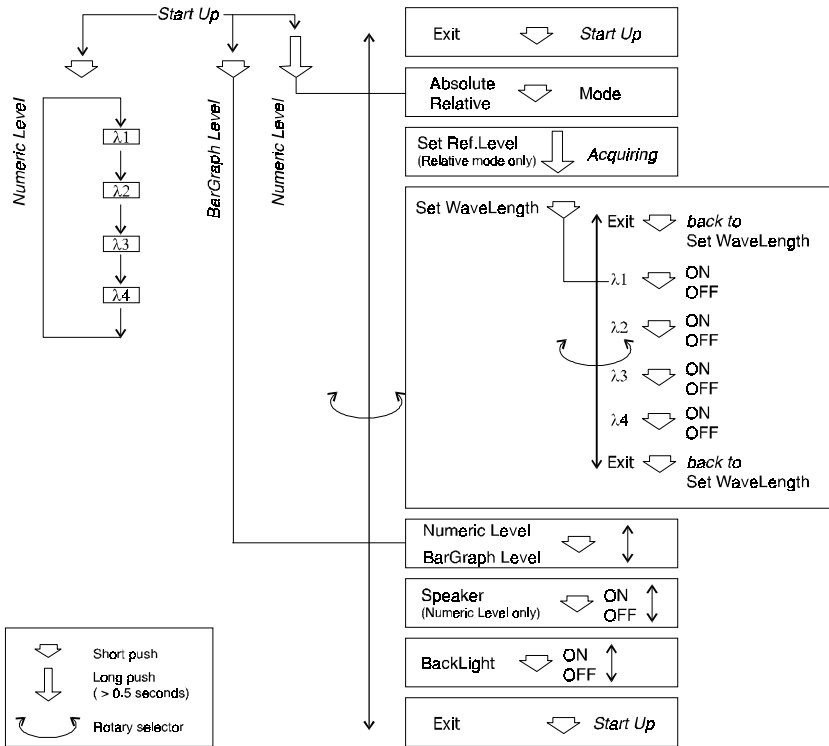 Start Up
Numeric Level
λ1
λ2
λ3
λ4
BarGraph Level
Numeric Level
Exit Start Up
Absolute
Relative Mode
Set Ref.Level
(Relative mode only) Acquiring
Set WaveLength
Exit back to
Set WaveLength
λ1 ON
OFF
λ2 ON
OFF
λ3 ON
OFF
λ4 ON
OFF
Exit back to
Set WaveLength
Numeric Level
BarGraph Level
Speaker ON
(Numeric Level only) OFF
BackLight ON
OFF
Exit Start Up
Short push
Long push
( > 0.5 seconds)
Rotary selector